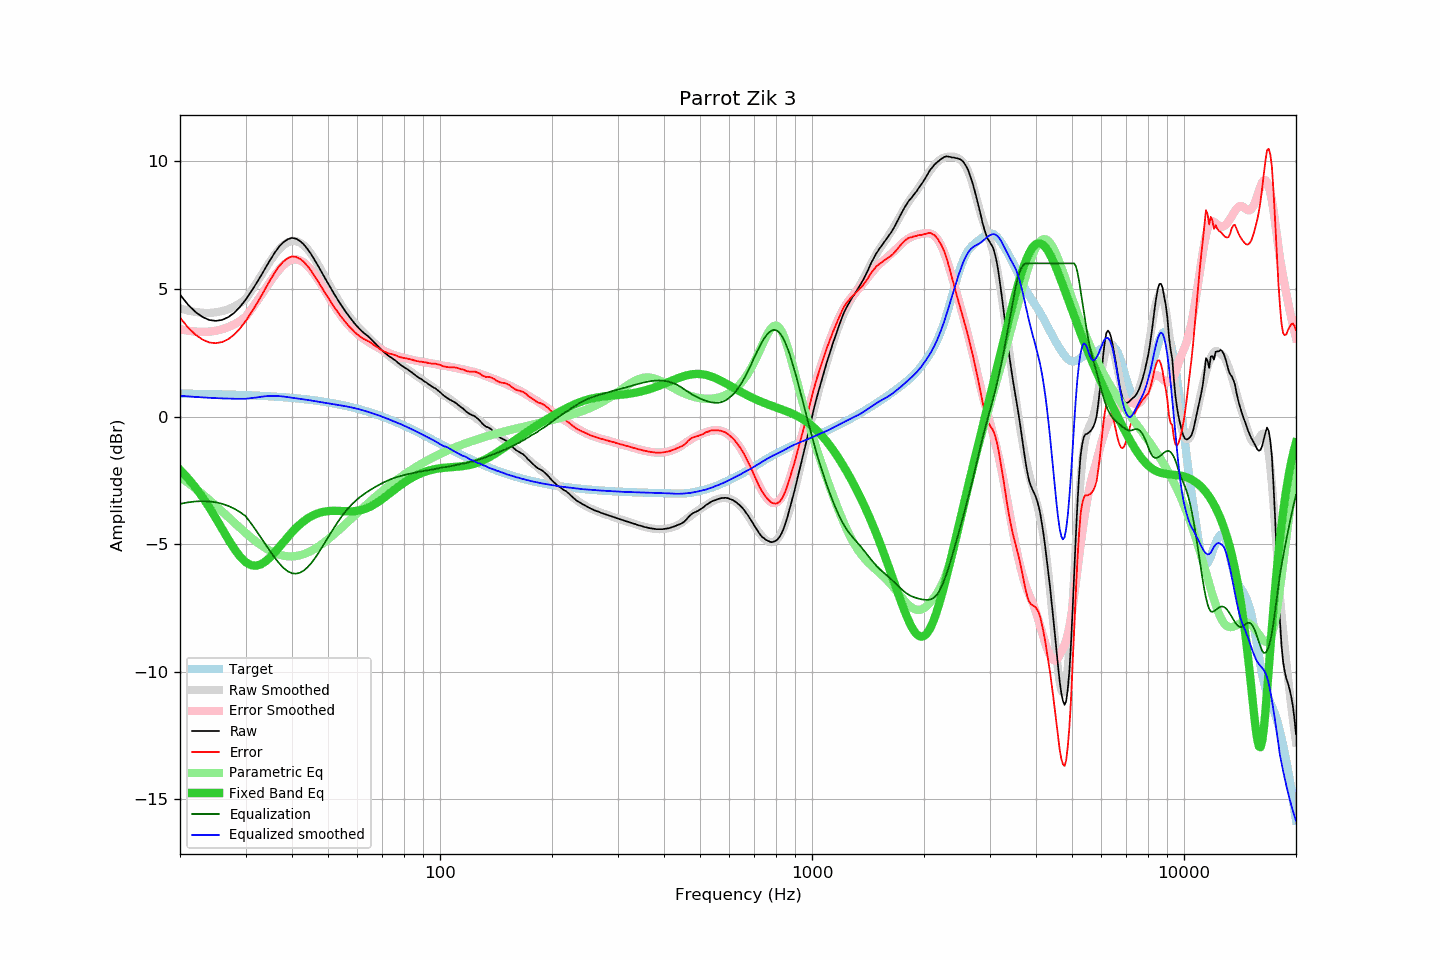 Parrot Zik 3
10
5
0
−5
−10
−15
Amplitude (dBr)
Target
Raw Smoothed
Error Smoothed
Raw
Error
Parametric Eq
Fixed Band Eq
Equalization
Equalized smoothed
100
1000
10000
Frequency (Hz)